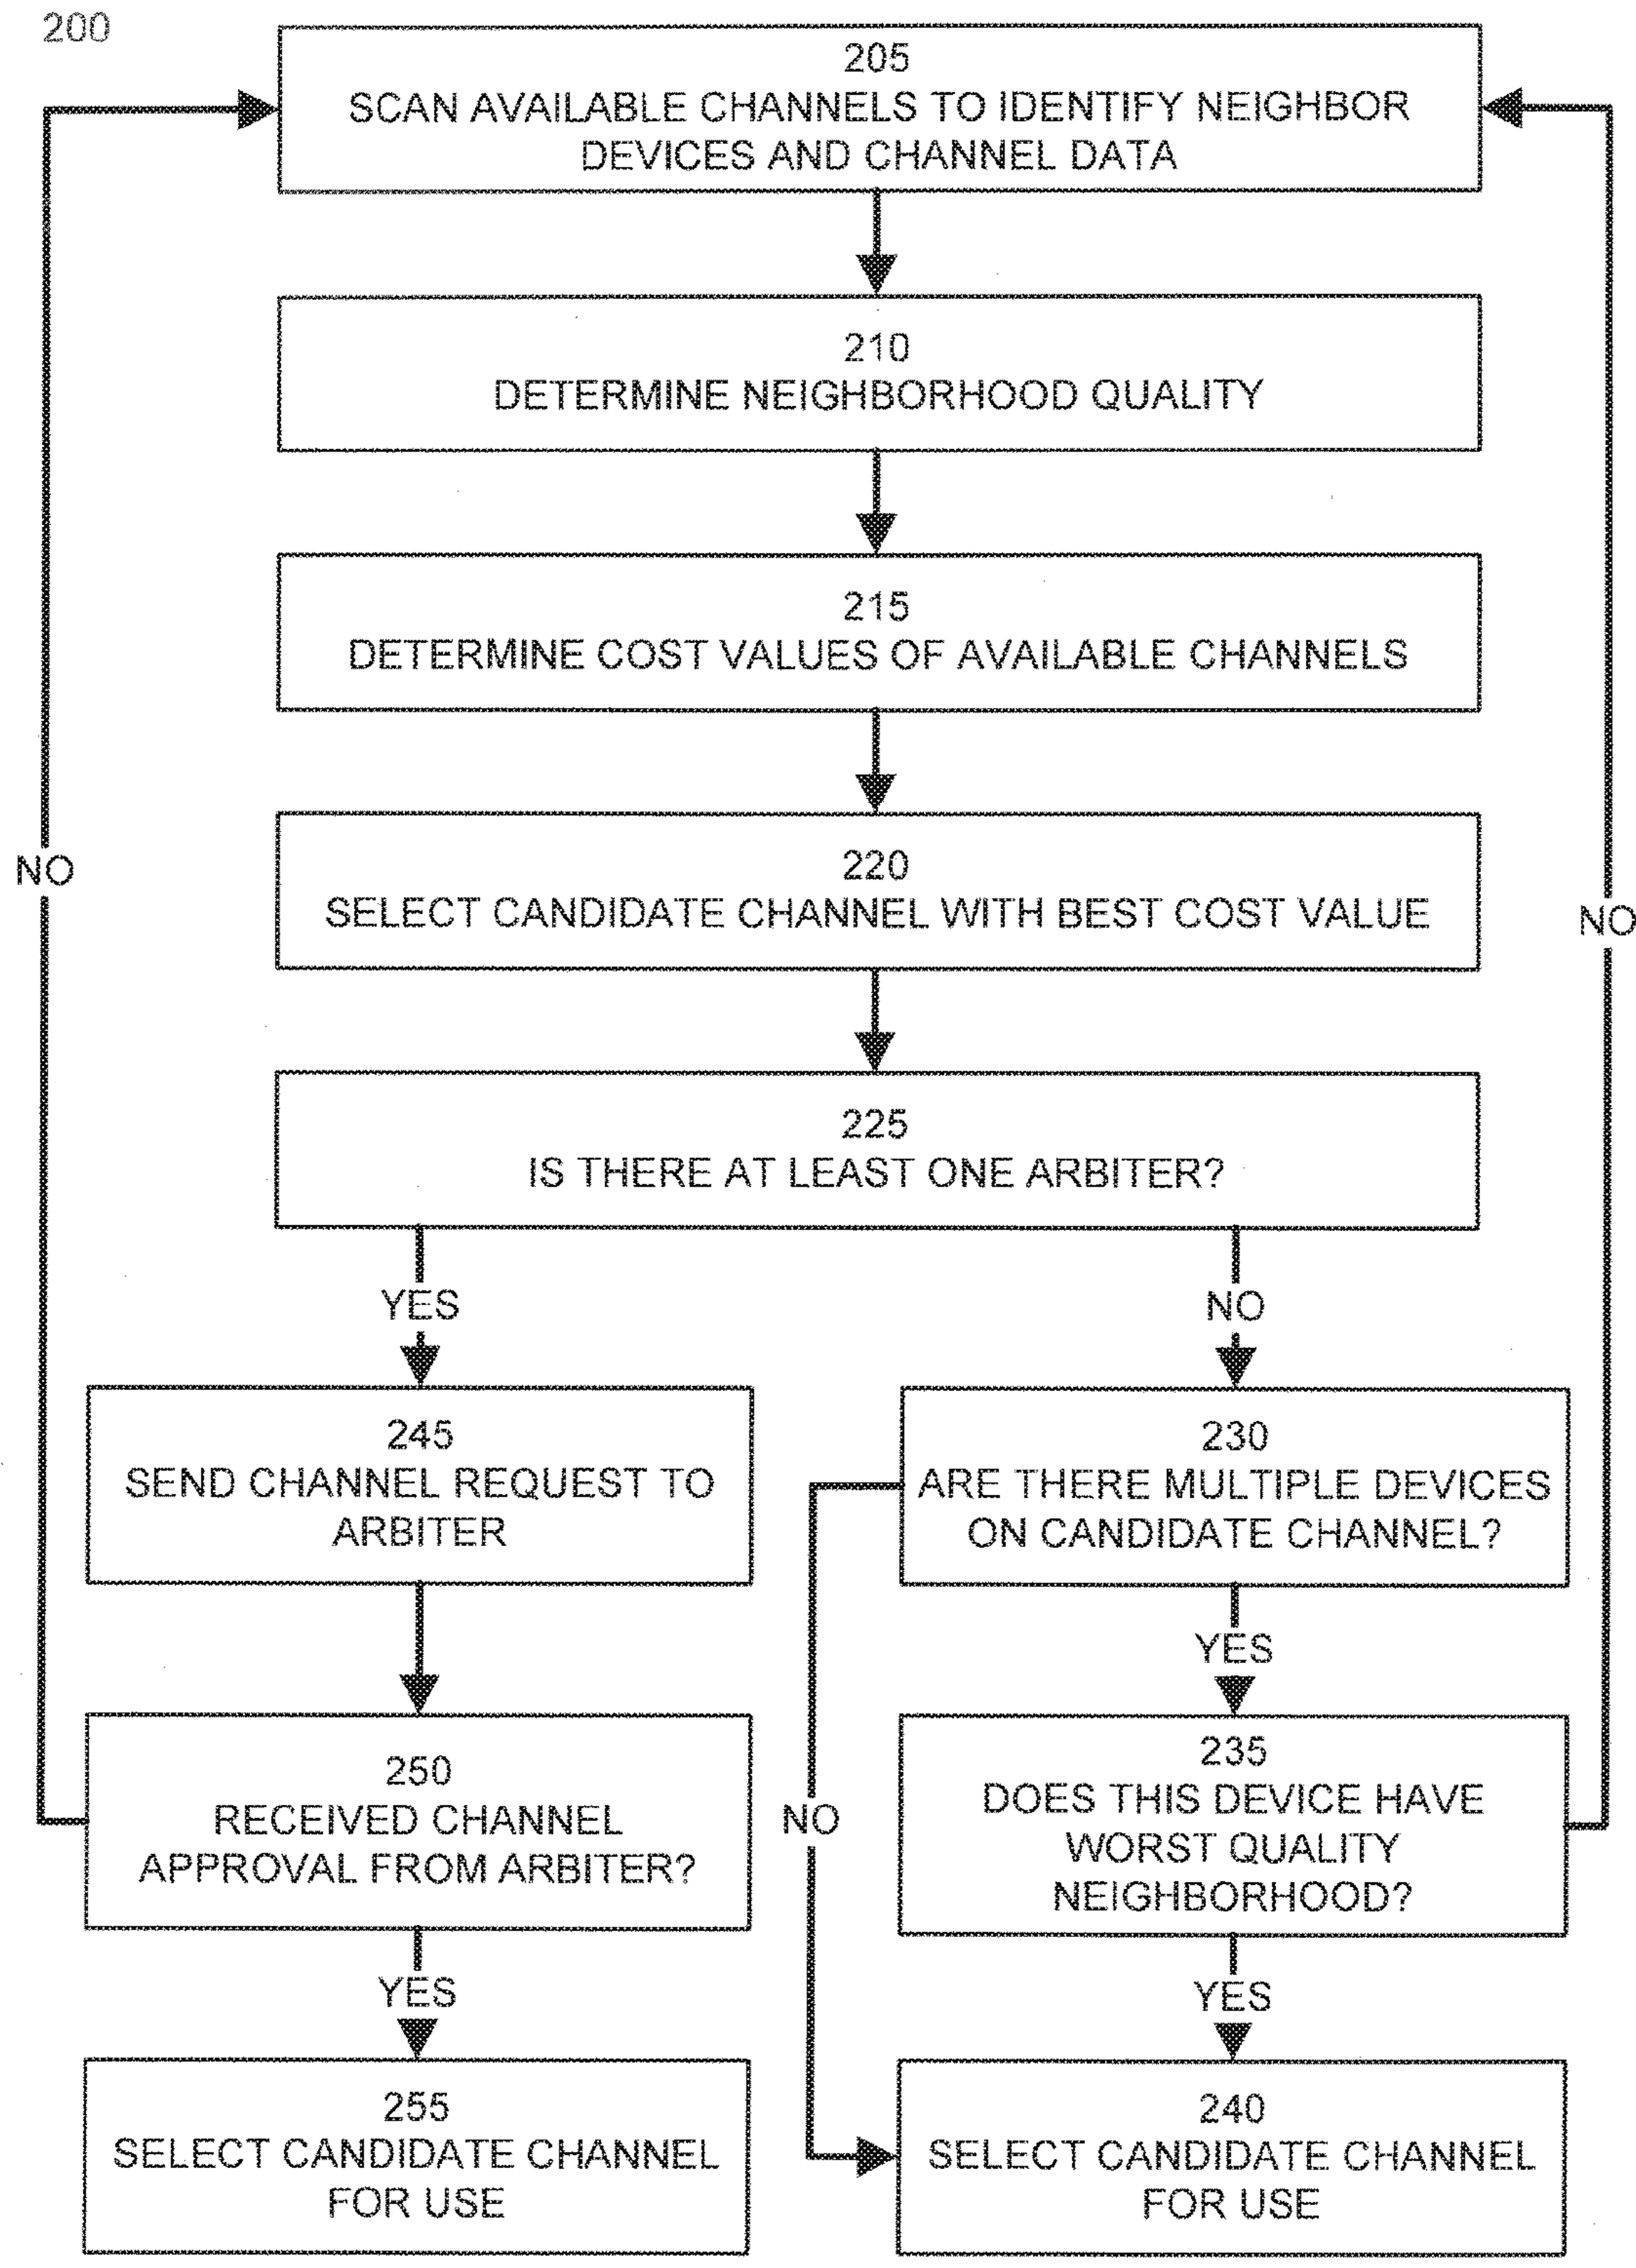 200
205
SCAN AVAILABLE CHANNELS TO IDENTIFY NEIGHBOR
DEVICES AND CHANNEL DATA
210
DETERMINE NEIGHBORHOOD QUALITY
215
DETERMINE COST VALUES OF AVAILABLE CHANNELS
220
SELECT CANDIDATE CHANNEL WITH BEST COST VALUE
NO
NO
225
IS THERE AT LEAST ONE ARBITER?
YES
NO
245
SEND CHANNEL REQUEST TO
ARBITER
230
ARE THERE MULTIPLE DEVICES
ON CANDIDATE CHANNEL?
YES
250
RECEIVED CHANNEL
APPROVAL FROM ARBITER?
NO
235
DOES THIS DEVICE HAVE
WORST QUALITY
NEIGHBORHOOD?
YES
YES
255
SELECT CANDIDATE CHANNEL
FOR USE
240
SELECT CANDIDATE CHANNEL
FOR USE